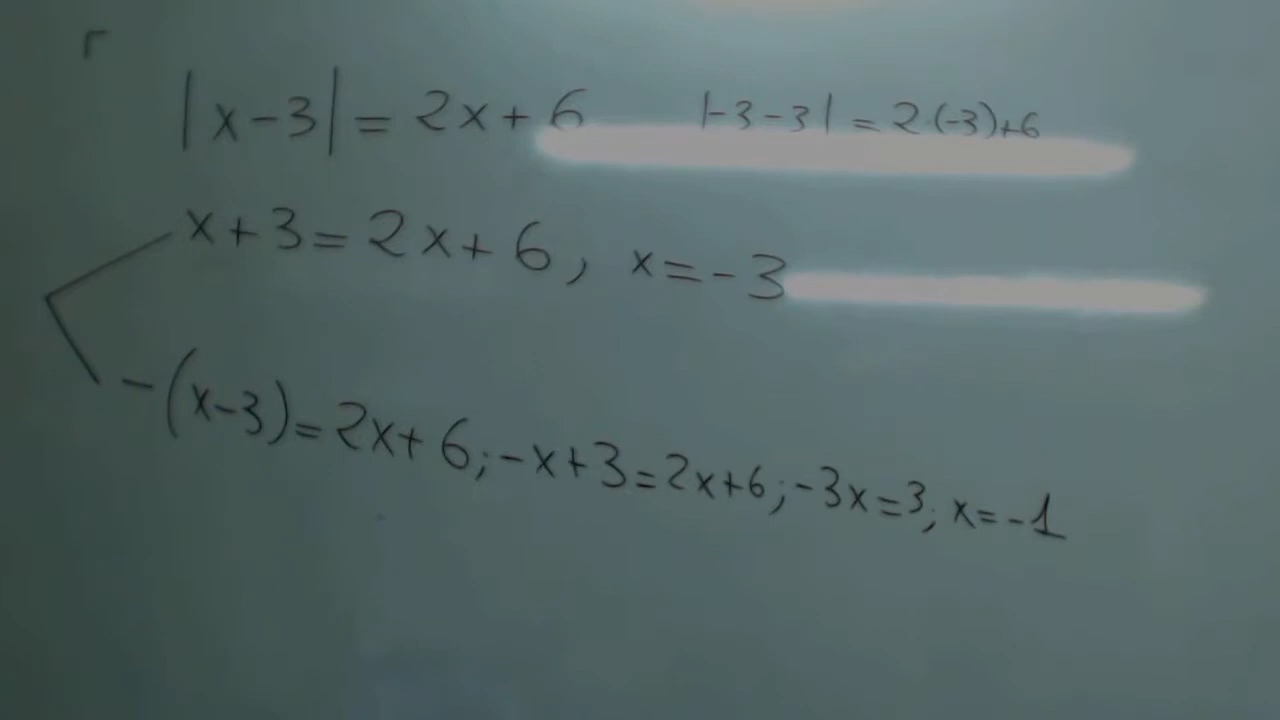 |x-3| = 2x+6 |-3-3| = 2·(-3)+6
x+3=2x+6, x=-3
-(x-3)=2x+6; -x+3=2x+6; -3x=3; x=-1